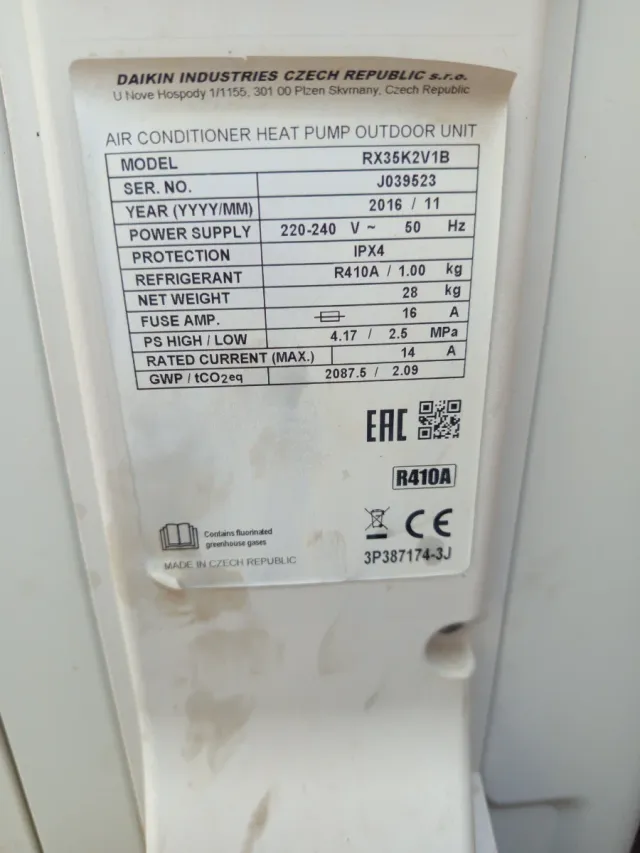 DAIKIN INDUSTRIES CZECH REPUBLIC s.r.o.
U Nove Hospody 1/1155, 301 00 Plzen Skvrnany, Czech Republic
AIR CONDITIONER HEAT PUMP OUTDOOR UNIT
MODEL RX35K2V1B
SER. NO. J039523
YEAR (YYYY/MM) 2016 / 11
POWER SUPPLY 220-240 V ~ 50 Hz
PROTECTION IPX4
REFRIGERANT R410A / 1.00 kg
NET WEIGHT 28 kg
FUSE AMP. 16 A
PS HIGH / LOW 4.17 / 2.5 MPa
RATED CURRENT (MAX.) 14 A
GWP / tCO2eq 2087.5 / 2.09
EAC
R410A
Contains fluorinated
greenhouse gases
CE
MADE IN CZECH REPUBLIC
3P387174-3J